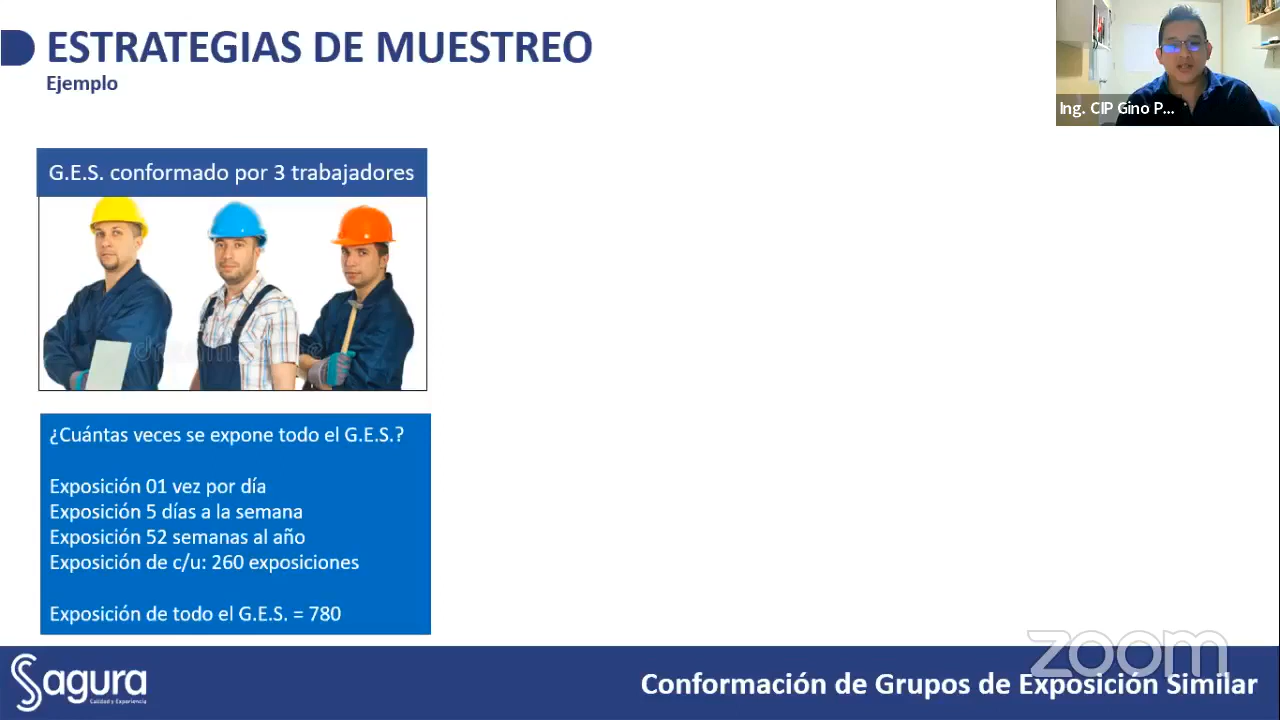 ESTRATEGIAS DE MUESTREO
Ejemplo
Ing. CIP Gino P...
G.E.S. conformado por 3 trabajadores
¿Cuántas veces se expone todo el G.E.S.?
Exposición 01 vez por día
Exposición 5 días a la semana
Exposición 52 semanas al año
Exposición de c/u: 260 exposiciones
Exposición de todo el G.E.S. = 780
zoom
Sagura
Calidad y Experiencia
Conformación de Grupos de Exposición Similar